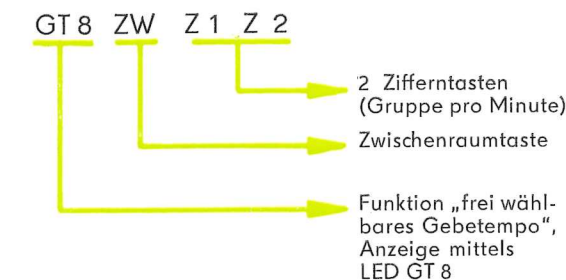 GT 8 ZW Z 1 Z 2
2 Zifferntasten
(Gruppe pro Minute)
Zwischenraumtaste
Funktion „frei wähl-
bares Gebetempo“,
Anzeige mittels
LED GT 8